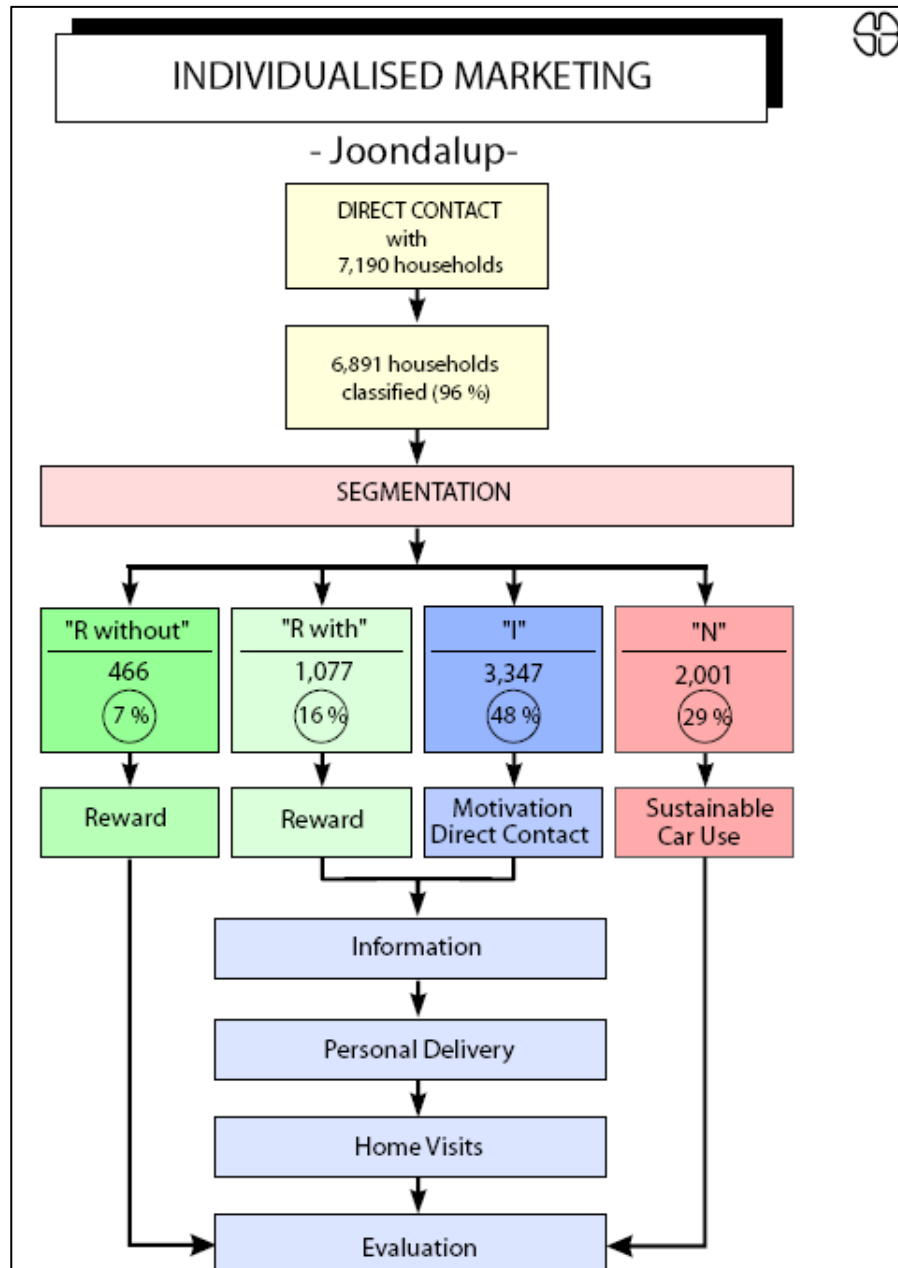 INDIVIDUALISED MARKETING
- Joondalup-
DIRECT CONTACT
with
7,190 households
6,891 households
classified (96 %)
SEGMENTATION
"R without"
466
7 %
"R with"
1,077
16 %
"I"
3,347
48 %
"N"
2,001
29 %
Reward
Reward
Motivation
Direct Contact
Sustainable
Car Use
Information
Personal Delivery
Home Visits
Evaluation